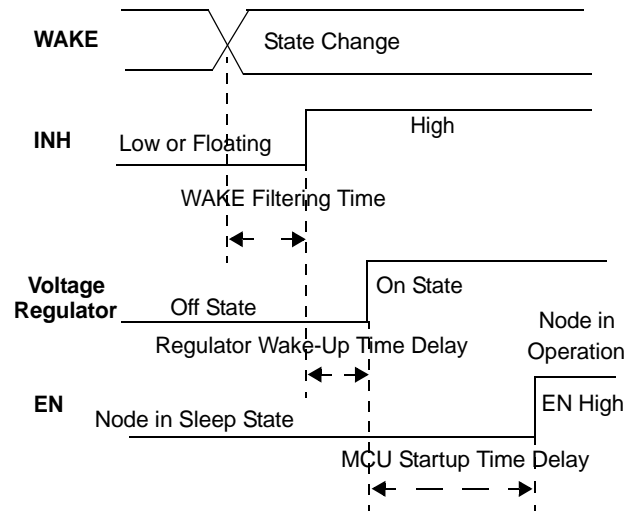 WAKE
State Change
INH
Low or Floating
High
WAKE Filtering Time
Voltage
Regulator
Off State
On State
Regulator Wake-Up Time Delay
Node in
Operation
EN
Node in Sleep State
EN High
MCU Startup Time Delay